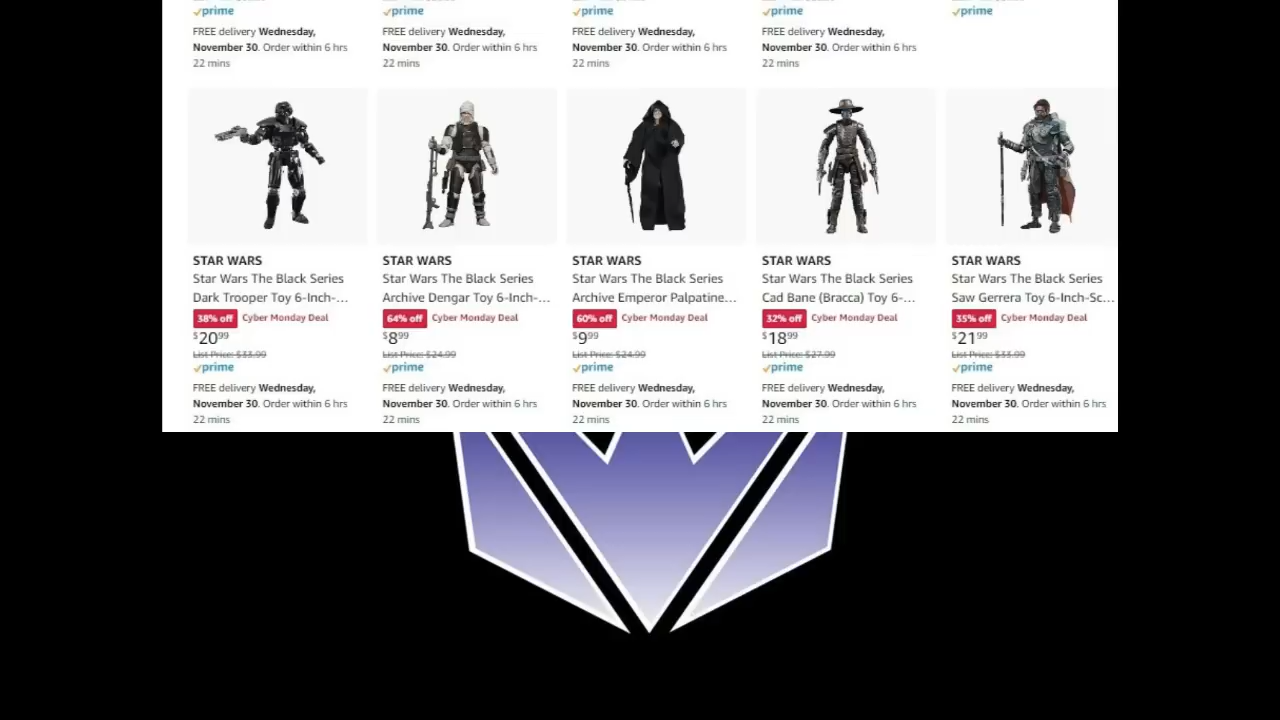 prime prime prime prime prime
FREE delivery Wednesday, FREE delivery Wednesday, FREE delivery Wednesday, FREE delivery Wednesday,
November 30. Order within 6 hrs November 30. Order within 6 hrs November 30. Order within 6 hrs November 30. Order within 6 hrs
22 mins 22 mins 22 mins 22 mins
STAR WARS STAR WARS STAR WARS STAR WARS STAR WARS
Star Wars The Black Series Star Wars The Black Series Star Wars The Black Series Star Wars The Black Series Star Wars The Black Series
Dark Trooper Toy 6-Inch-... Archive Dengar Toy 6-Inch-... Archive Emperor Palpatine... Cad Bane (Bracca) Toy 6-... Saw Gerrera Toy 6-Inch-Sc...
38% off Cyber Monday Deal 64% off Cyber Monday Deal 60% off Cyber Monday Deal 32% off Cyber Monday Deal 35% off Cyber Monday Deal
$20 99 $8 99 $9 99 $18 99 $21 99
List Price: $33.99 List Price: $24.99 List Price: $24.99 List Price: $27.99 List Price: $33.99
prime prime prime prime prime
FREE delivery Wednesday, FREE delivery Wednesday, FREE delivery Wednesday, FREE delivery Wednesday, FREE delivery Wednesday,
November 30. Order within 6 hrs November 30. Order within 6 hrs November 30. Order within 6 hrs November 30. Order within 6 hrs November 30. Order within 6 hrs
22 mins 22 mins 22 mins 22 mins 22 mins